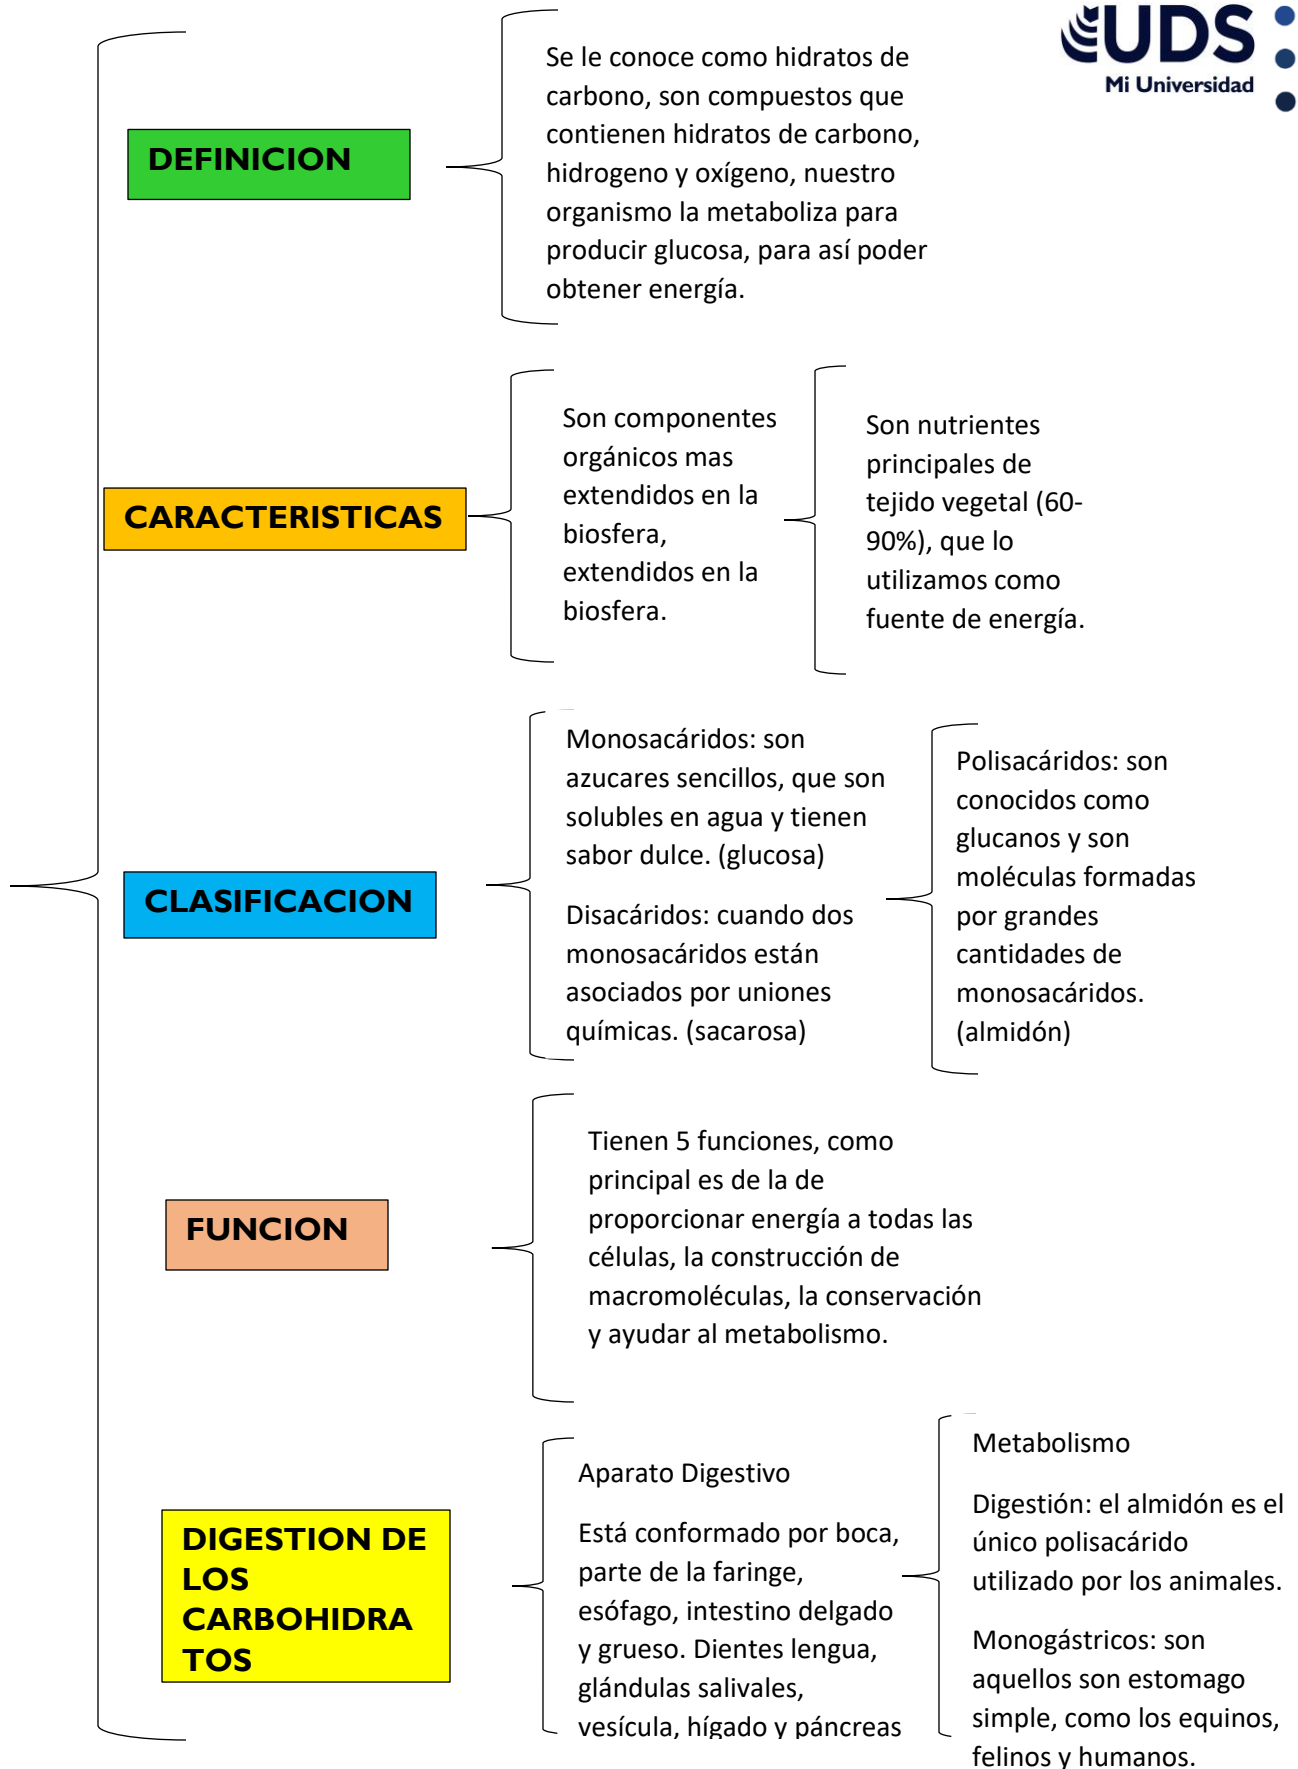 UDS
Mi Universidad
DEFINICION
Se le conoce como hidratos de
carbono, son compuestos que
contienen hidratos de carbono,
hidrogeno y oxígeno, nuestro
organismo la metaboliza para
producir glucosa, para así poder
obtener energía.
CARACTERISTICAS
Son componentes
orgánicos mas
extendidos en la
biosfera,
extendidos en la
biosfera.
Son nutrientes
principales de
tejido vegetal (60-
90%), que lo
utilizamos como
fuente de energía.
CLASIFICACION
Monosacáridos: son
azucares sencillos, que son
solubles en agua y tienen
sabor dulce. (glucosa)
Disacáridos: cuando dos
monosacáridos están
asociados por uniones
químicas. (sacarosa)
Polisacáridos: son
conocidos como
glucanos y son
moléculas formadas
por grandes
cantidades de
monosacáridos.
(almidón)
FUNCION
Tienen 5 funciones, como
principal es de la de
proporcionar energía a todas las
células, la construcción de
macromoléculas, la conservación
y ayudar al metabolismo.
DIGESTION DE
LOS
CARBOHIDRA
TOS
Aparato Digestivo
Está conformado por boca,
parte de la faringe,
esófago, intestino delgado
y grueso. Dientes lengua,
glándulas salivales,
vesícula, hígado y páncreas
Metabolismo
Digestión: el almidón es el
único polisacárido
utilizado por los animales.
Monogástricos: son
aquellos son estomago
simple, como los equinos,
felinos y humanos.